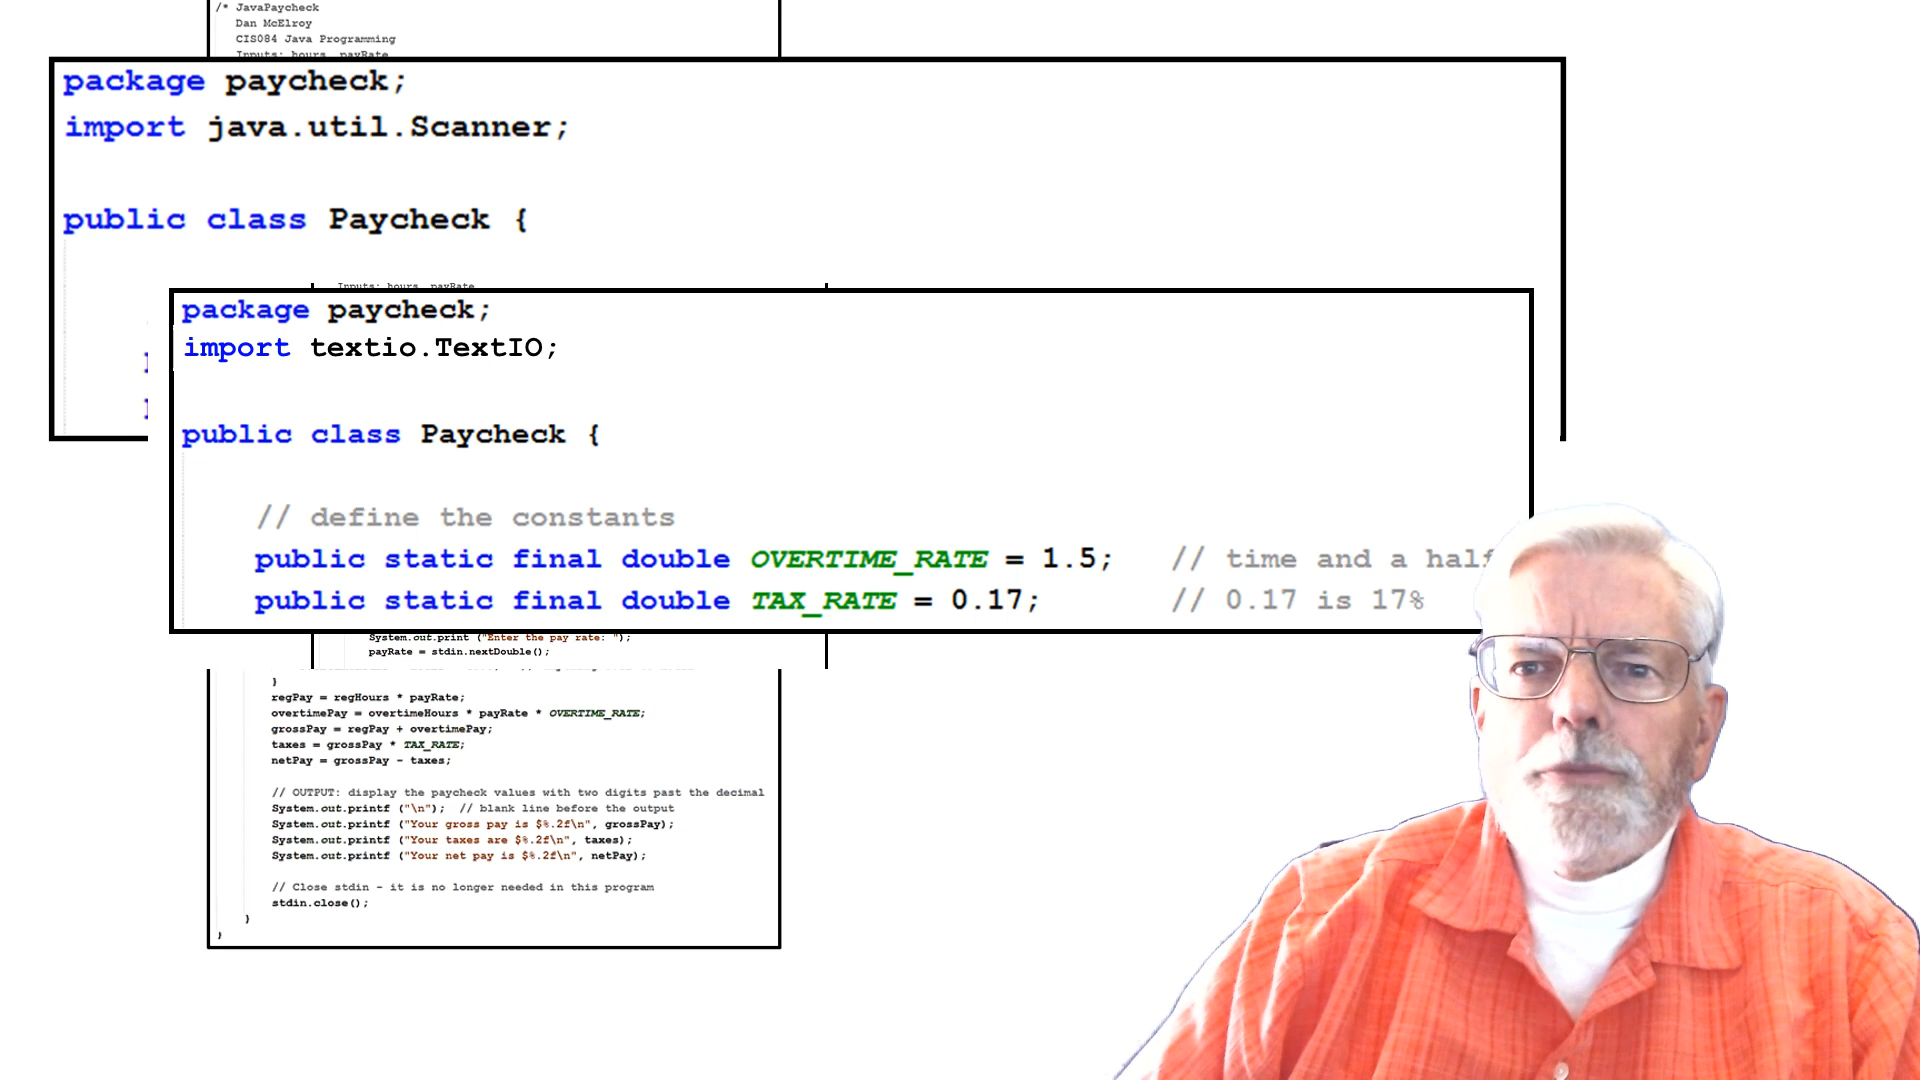 /* JavaPaycheck
Dan McElroy
CIS084 Java Programming
Inputs: hours, payRate
package paycheck;
import java.util.Scanner;
public class Paycheck {
Inputs: hours, payRate
package paycheck;
import textio.TextIO;
public class Paycheck {
// define the constants
public static final double OVERTIME_RATE = 1.5; // time and a half
public static final double TAX_RATE = 0.17; // 0.17 is 17%
System.out.print ("Enter the pay rate: ");
payRate = stdin.nextDouble();
}
regPay = regHours * payRate;
overtimePay = overtimeHours * payRate * OVERTIME_RATE;
grossPay = regPay + overtimePay;
taxes = grossPay * TAX_RATE;
netPay = grossPay - taxes;
// OUTPUT: display the paycheck values with two digits past the decimal
System.out.printf ("\n"); // blank line before the output
System.out.printf ("Your gross pay is $%.2f\n", grossPay);
System.out.printf ("Your taxes are $%.2f\n", taxes);
System.out.printf ("Your net pay is $%.2f\n", netPay);
// Close stdin - it is no longer needed in this program
stdin.close();
}
}